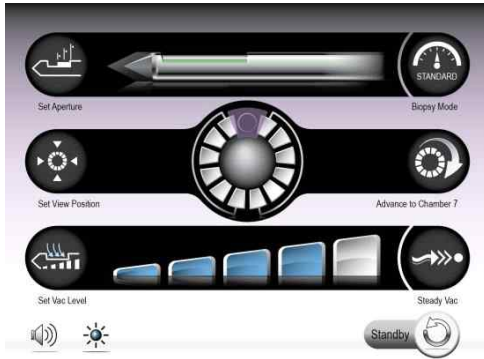 STANDARD
Set Aperture
Biopsy Mode
Set View Position
Advance to Chamber 7
Set Vac Level
Steady Vac
Standby